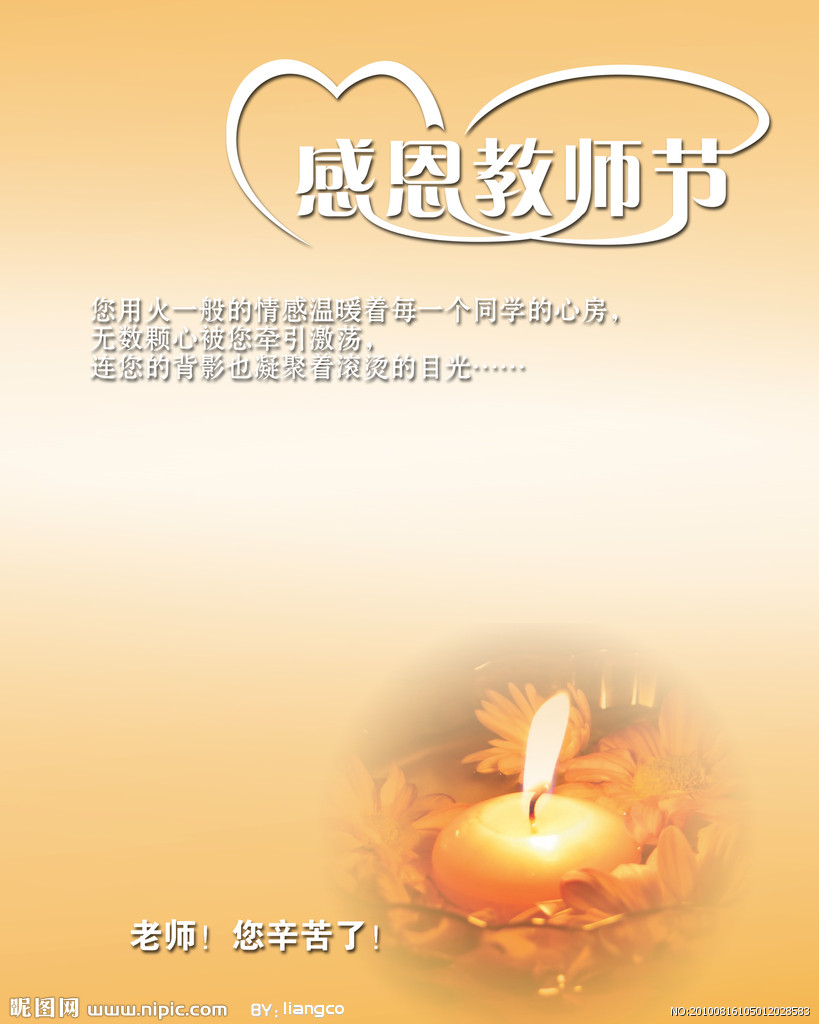 感恩教师节
您用火一般的情感温暖着每一个同学的心房，
无数颗心被您牵引激荡，
连您的背影也凝聚着滚烫的目光……
老师！您辛苦了！
昵图网 www.nipic.com BY：liangco
NO:20100816105012028583